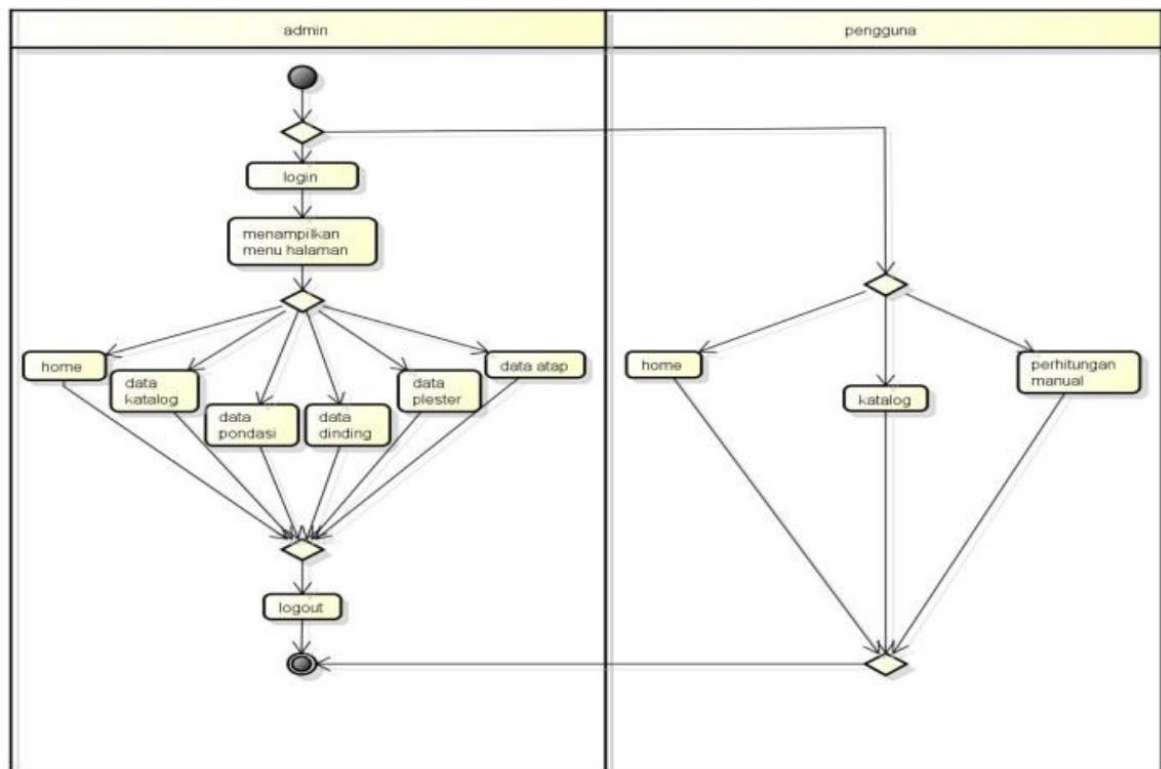 admin
pengguna
login
menampilkan
menu halaman
home
data
katalog
data
pondasi
data
dinding
data
plester
data atap
logout
home
katalog
perhitungan
manual